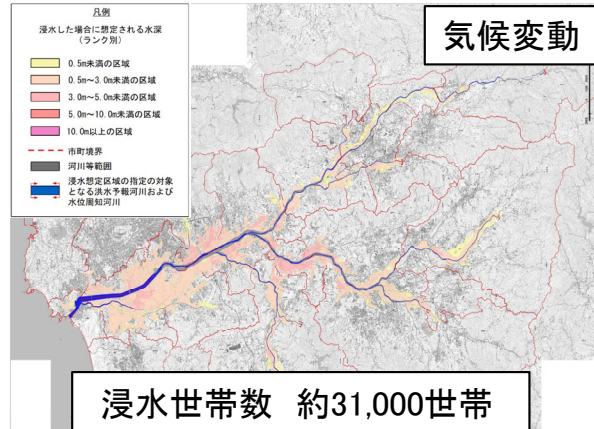 凡例
浸水した場合に想定される水深
(ランク別)
0.5m未満の区域
0.5m～3.0m未満の区域
3.0m～5.0m未満の区域
5.0m～10.0m未満の区域
10.0m以上の区域
市町境界
河川等範囲
浸水想定区域の指定の対象
となる洪水予報河川および
水位周知河川
気候変動
浸水世帯数 約31,000世帯